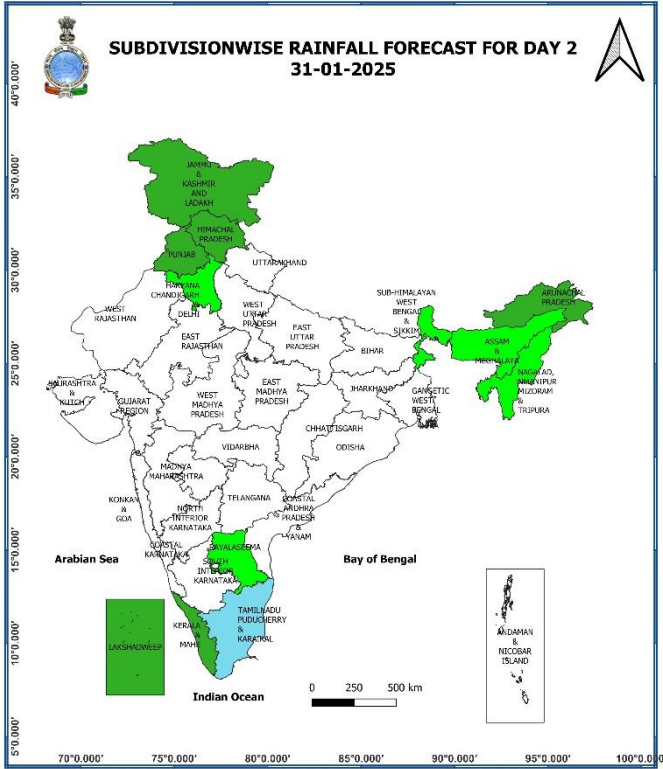 SUBDIVISIONWISE RAINFALL FORECAST FOR DAY 2
31-01-2025
40°0.000'
35°0.000'
30°0.000'
25°0.000'
20°0.000'
15°0.000'
10°0.000'
5°0.000'
JAMMU
&
KASHMIR
AND
LADAKH
HIMACHAL
PRADESH
PUNJAB
UTTARAKHAND
HARYANA
CHANDIGARH
DELHI
WEST
RAJASTHAN
WEST
UTTAR
PRADESH
EAST
RAJASTHAN
EAST
UTTAR
PRADESH
BIHAR
SUB-HIMALAYAN
WEST
BENGAL
&
SIKKIM
ARUNACHAL
PRADESH
ASSAM
&
MEGHALAYA
NAGALAD,
MIZORAM
&
TRIPURA
SAURASHTRA
&
KUTCH
GUJARAT
REGION
WEST
MADHYA
PRADESH
EAST
MADHYA
PRADESH
JHARKHAND
GANGETIC
WEST
BENGAL
CHHATTISGARH
ODISHA
VIDARBHA
MADHYA
MAHARASHTRA
KONKAN
&
GOA
NORTH
INTERIOR
KARNATAKA
TELANGANA
COASTAL
ANDHRA
PRADESH
&
YANAM
COASTAL
KARNATAKA
RAYALASEEMA
SOUTH
INTERIOR
KARNATAKA
Arabian Sea
Bay of Bengal
LAKSHADWEEP
KERALA
&
MAHE
TAMILNADU
PUDUCHERRY
&
KARAIKAL
ANDAMAN
&
NICOBAR
ISLAND
Indian Ocean
0 250 500 km
70°0.000' 75°0.000' 80°0.000' 85°0.000' 90°0.000' 95°0.000'